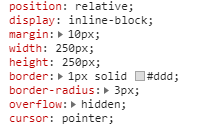 position: relative;
display: inline-block;
margin:▶10px;
width: 250px;
height: 250px;
border:▶1px solid #ddd;
border-radius:▶3px;
overflow:▶hidden;
cursor: pointer;